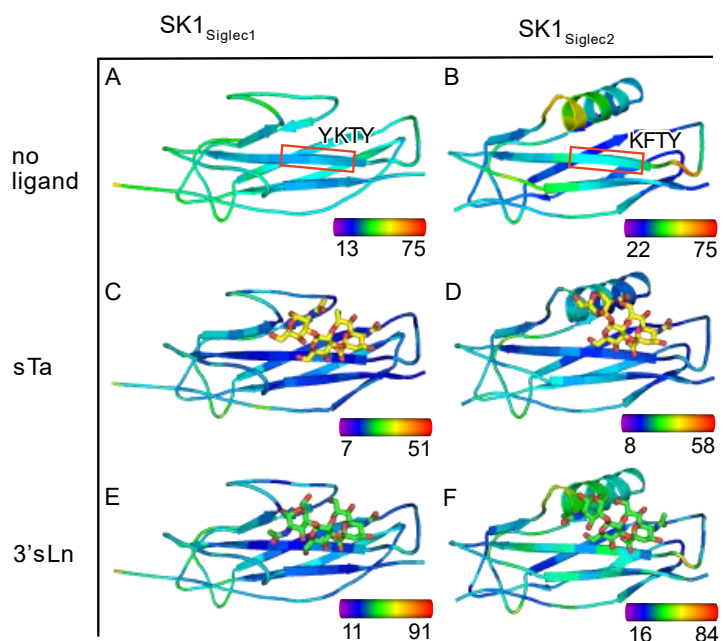 SK1Siglec1 SK1Siglec2
A B
YKTY KFTY
no
ligand
13 75 22 75
C D
sTa
7 51 8 58
E F
3'sLn
11 91 16 84